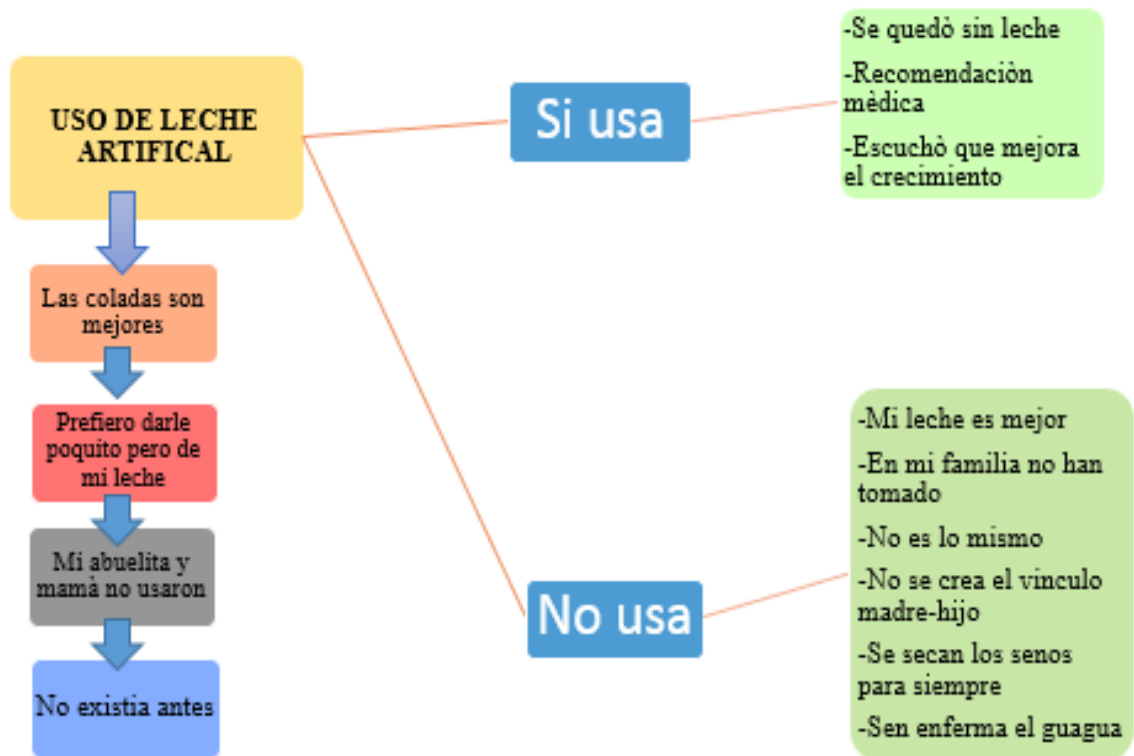 USO DE LECHE
ARTIFICAL
Las coladas son
mejores
Prefiero darle
poquito pero de
mi leche
Mi abuelita y
mamà no usaron
No existia antes
Si usa
-Se quedò sin leche
-Recomendaciòn
mèdica
-Escuchò que mejora
el crecimiento
No usa
-Mi leche es mejor
-En mi familia no han
tomado
-No es lo mismo
-No se crea el vinculo
madre-hijo
-Se secan los senos
para siempre
-Sen enferma el guagua